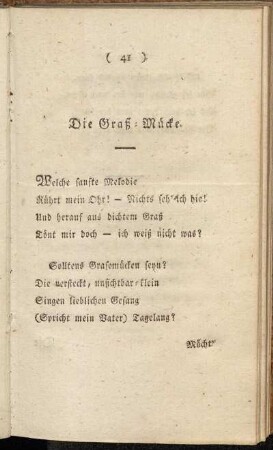 ( 41 )
Die Graß-Mücke.
Welche sanfte Melodie
Rührt mein Ohr! — Nichts seh' ich hie!
Und herauf aus dichtem Graß
Tönt mir doch — ich weiß nicht was?
Solltens Grasemücken seyn?
Die versteckt, unsichtbar klein
Singen lieblichen Gesang
(Spricht mein Vater) Tagelang?
Möcht'